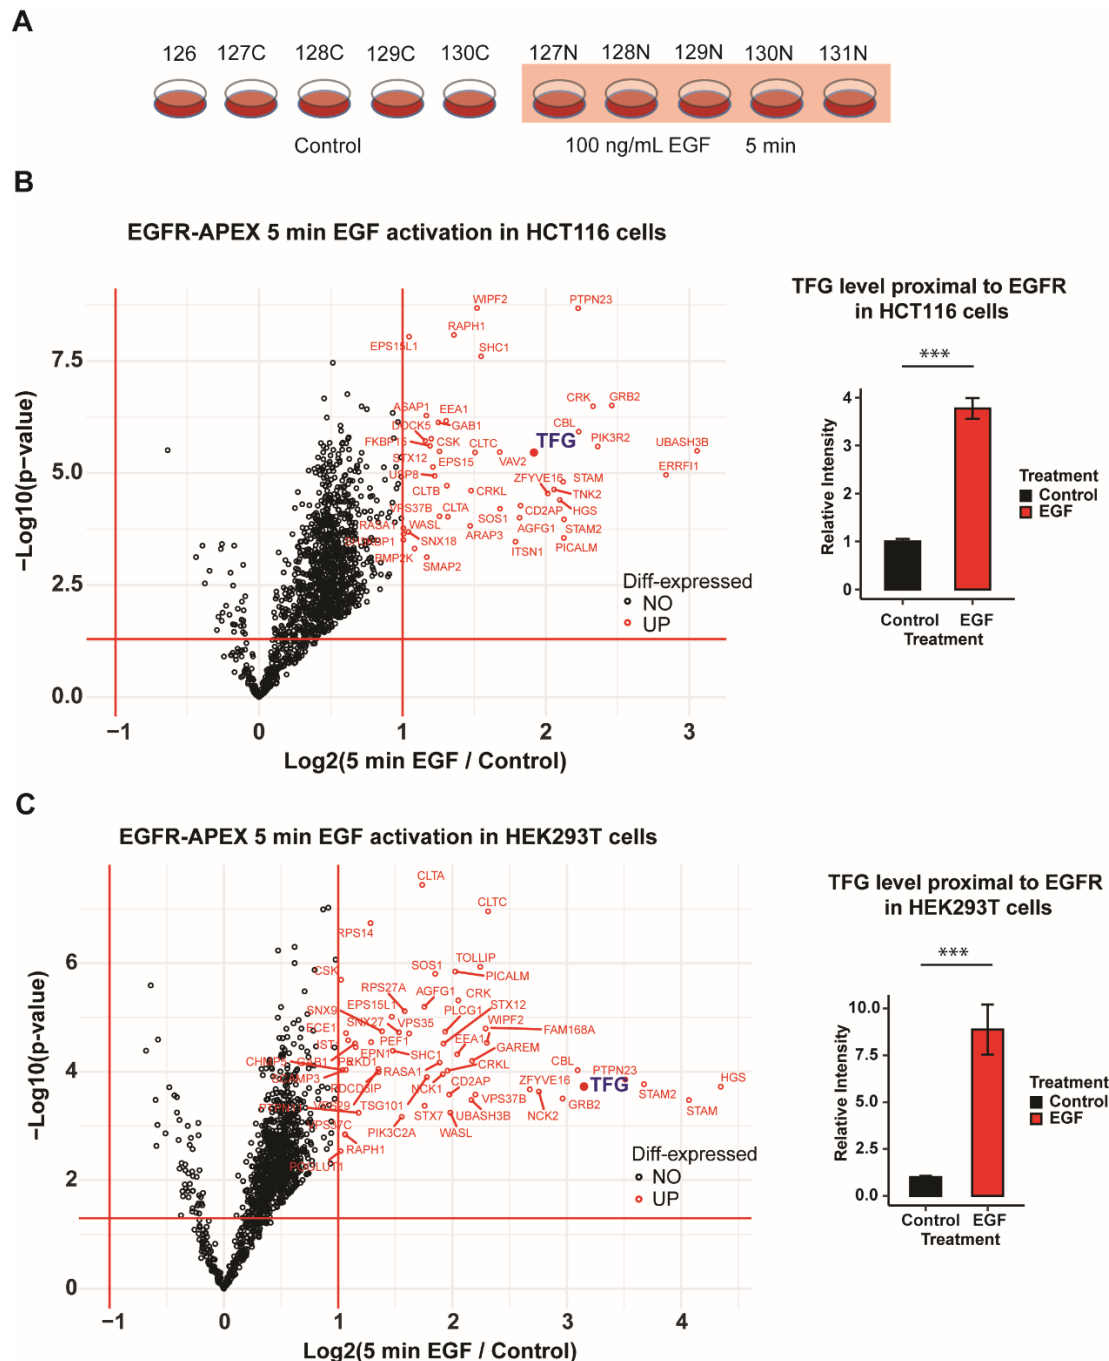 A
126 127C 128C 129C 130C 127N 128N 129N 130N 131N
Control 100 ng/mL EGF 5 min
B
EGFR-APEX 5 min EGF activation in HCT116 cells
WIPF2 PTPN23
RAPH1
EPS15L1 SHC1
ASAP1 EEA1 CRK GRB2
DOCK5 GAB1 CBL
FKBP15 CSK CLTC TFG PIK3R2 UBASH3B
STX12 EPS15 VAV2 ERRFI1
USP8 ZFYVE16 STAM
CLTB CRKL TNK2
VPS37B CLTA CD2AP HGS
RASA1 WASL SOS1 AGFG1 STAM2
SNX18 ARAP3
BMP2K ITSN1 PICALM
SMAP2
Diff-expressed
NO
UP
7.5
5.0
2.5
0.0
−Log10(p−value)
−1 0 1 2 3
Log2(5 min EGF / Control)
TFG level proximal to EGFR
in HCT116 cells
***
4
3
2
1
0
Relative Intensity
Control EGF
Treatment
Treatment
Control
EGF
C
EGFR-APEX 5 min EGF activation in HEK293T cells
CLTA
CLTC
RPS14
SOS1 TOLLIP
CSK PICALM
RPS27A AGFG1 CRK
SNX9 EPS15L1 PLCG1 STX12
SNX27 VPS35 WIPF2
ECE1 FAM168A
IST1 PEF1 EEA1
EPN1 SHC1 GAREM
GAB1 PRKD1 CBL
RASA1 CRKL PTPN23 HGS
PDCD6IP NCK1 CD2AP ZFYVE16 TFG STAM2
VPS29 TSG101 VPS37B GRB2 STAM
VPS37C STX7 UBASH3B NCK2
PIK3C2A WASL
RAPH1
Diff-expressed
NO
UP
6
4
2
0
−Log10(p-value)
−1 0 1 2 3 4
Log2(5 min EGF / Control)
TFG level proximal to EGFR
in HEK293T cells
***
10.0
7.5
5.0
2.5
0.0
Relative Intensity
Control EGF
Treatment
Treatment
Control
EGF